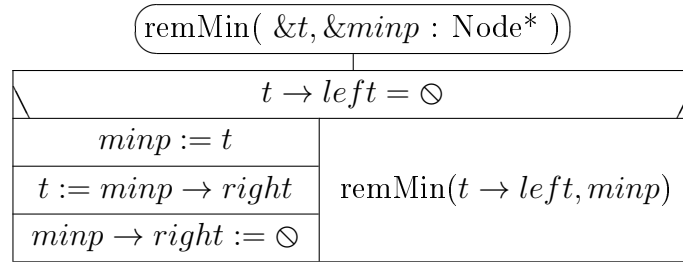 remMin( &t, &minp : Node* )
t → left = ⦸
minp := t
t := minp → right
minp → right := ⦸
remMin(t → left, minp)